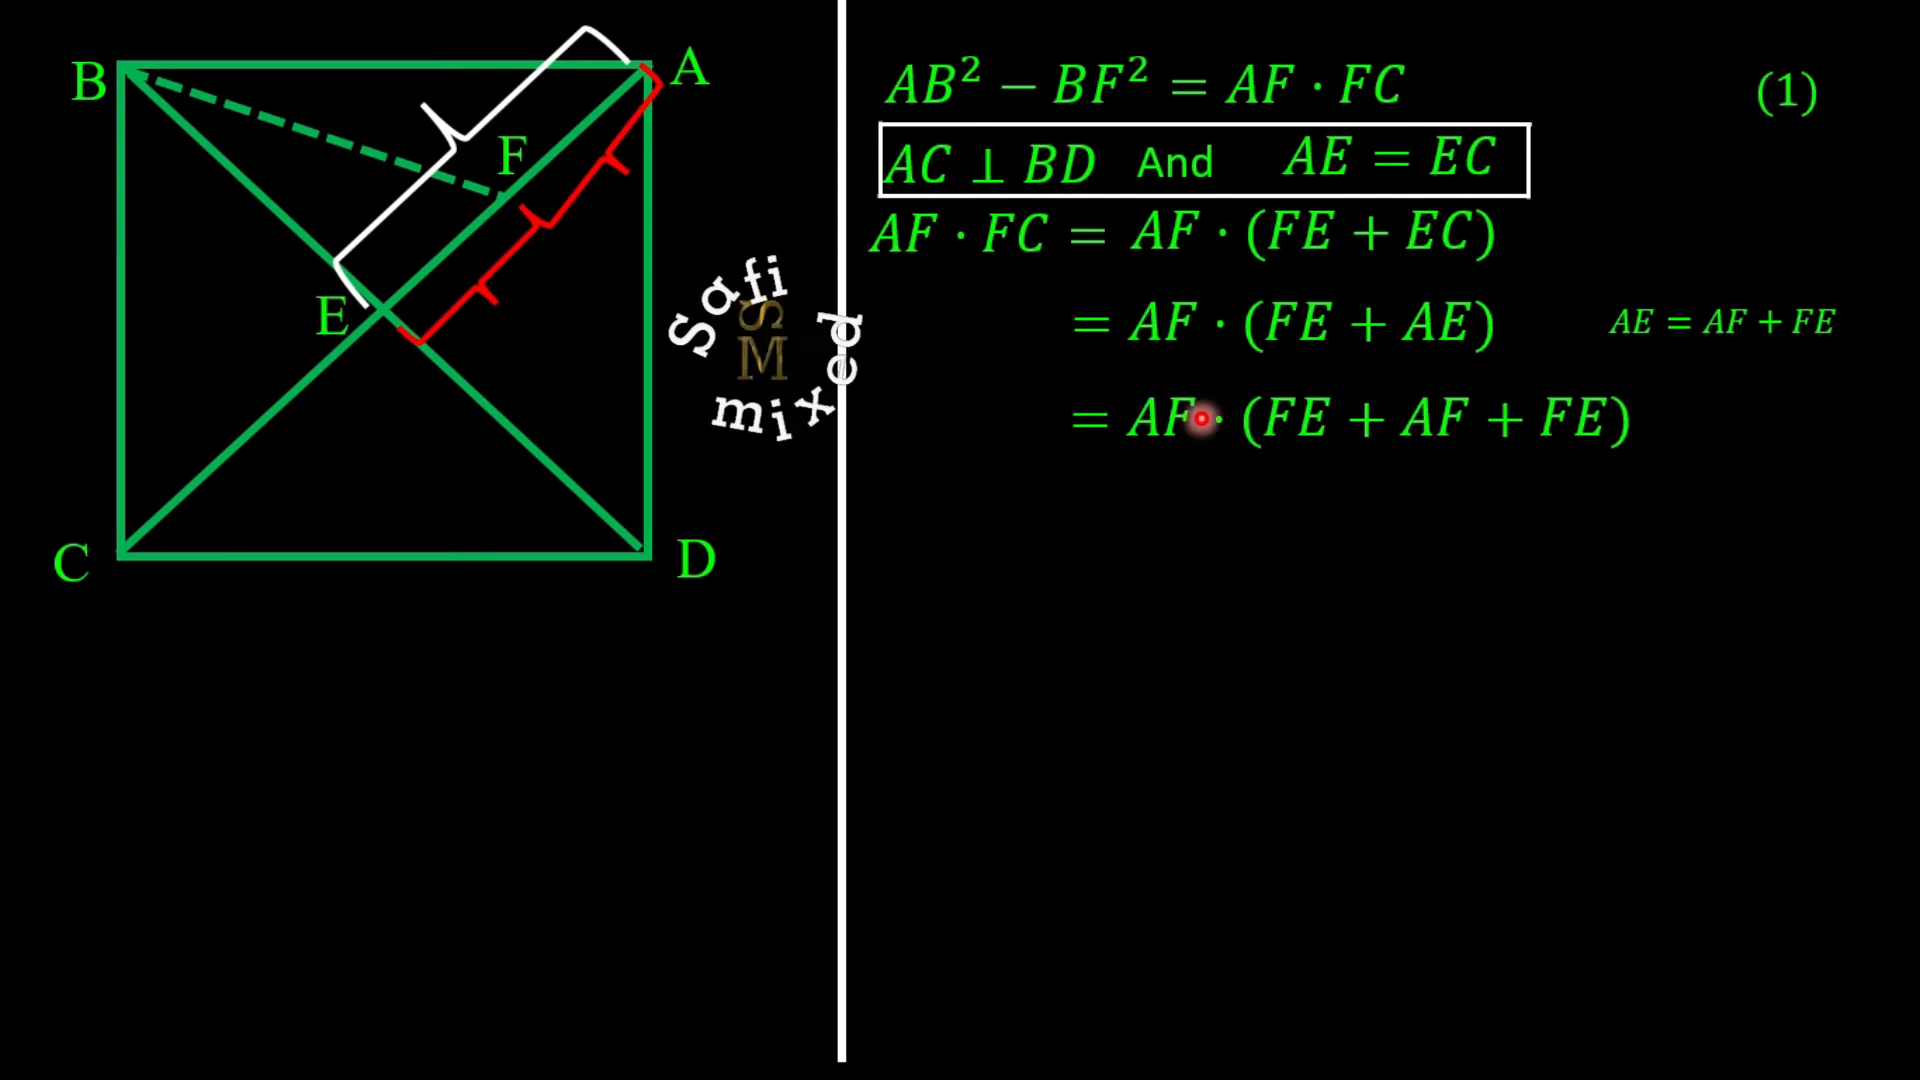 B
A
F
E
C
D
Safi
SM
mixed
AB² − BF² = AF · FC (1)
AC ⊥ BD And AE = EC
AF · FC = AF · (FE + EC)
= AF · (FE + AE) AE = AF + FE
= AF · (FE + AF + FE)